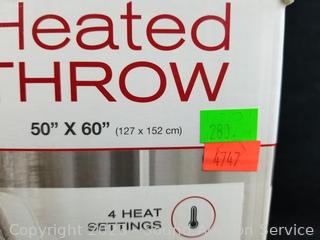 Heated
THROW
50" X 60" (127 x 152 cm)
280.
4747
4 HEAT
SETTINGS